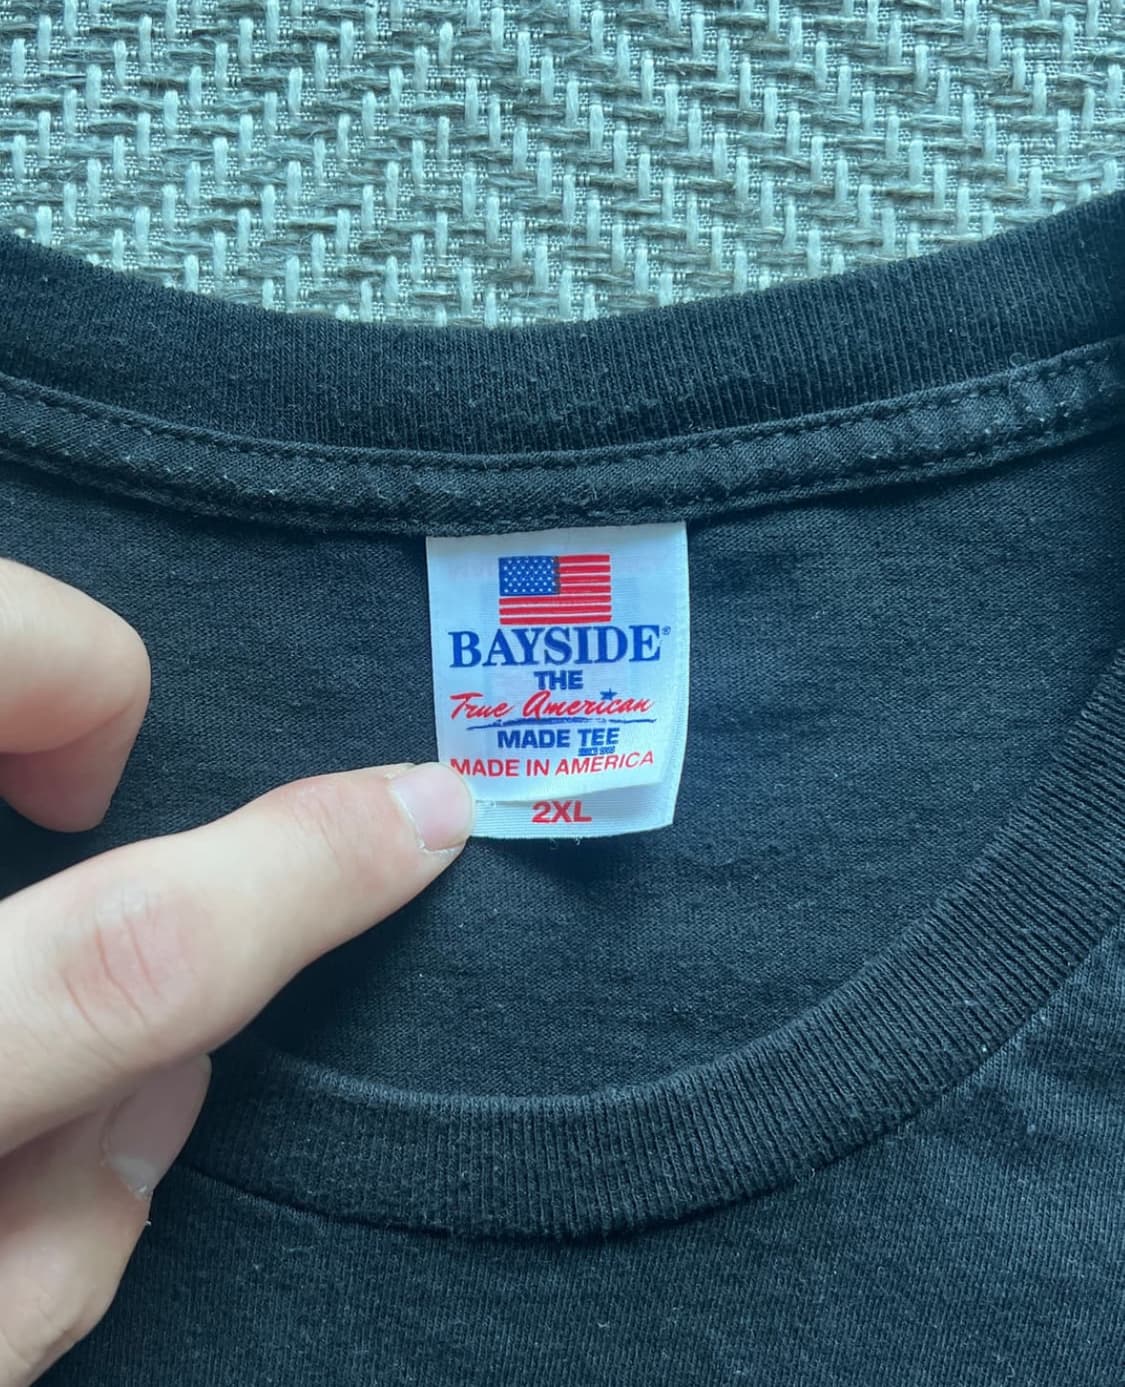 BAYSIDE®
THE
True American
MADE TEE
MADE IN AMERICA
2XL